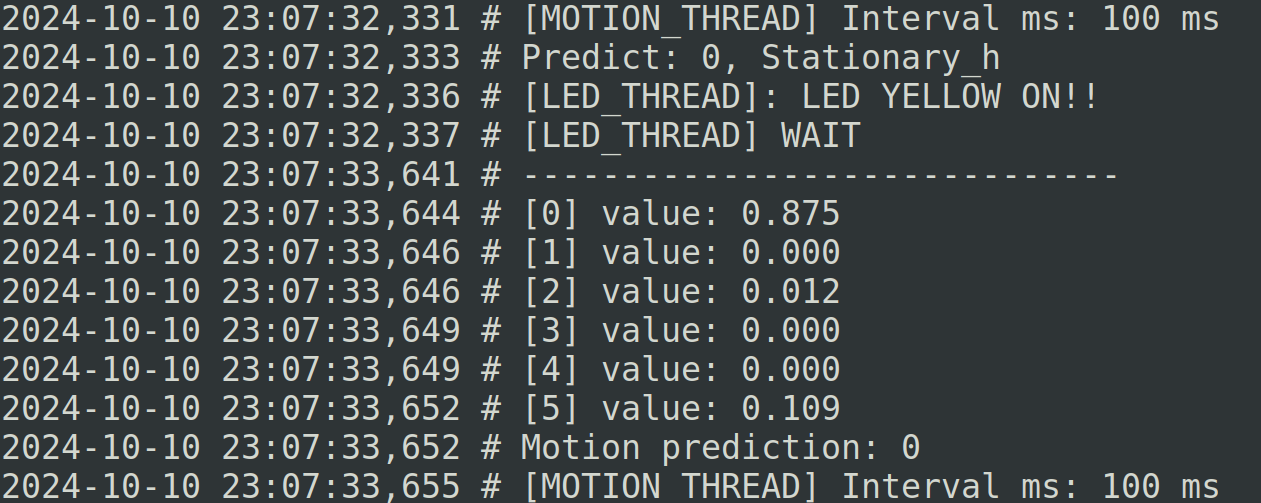 2024-10-10 23:07:32,331 # [MOTION_THREAD] Interval ms: 100 ms
2024-10-10 23:07:32,333 # Predict: 0, Stationary_h
2024-10-10 23:07:32,336 # [LED_THREAD]: LED YELLOW ON!!
2024-10-10 23:07:32,337 # [LED_THREAD] WAIT
2024-10-10 23:07:33,641 # ------------------------------
2024-10-10 23:07:33,644 # [0] value: 0.875
2024-10-10 23:07:33,646 # [1] value: 0.000
2024-10-10 23:07:33,646 # [2] value: 0.012
2024-10-10 23:07:33,649 # [3] value: 0.000
2024-10-10 23:07:33,649 # [4] value: 0.000
2024-10-10 23:07:33,652 # [5] value: 0.109
2024-10-10 23:07:33,652 # Motion prediction: 0
2024-10-10 23:07:33,655 # [MOTION_THREAD] Interval ms: 100 ms